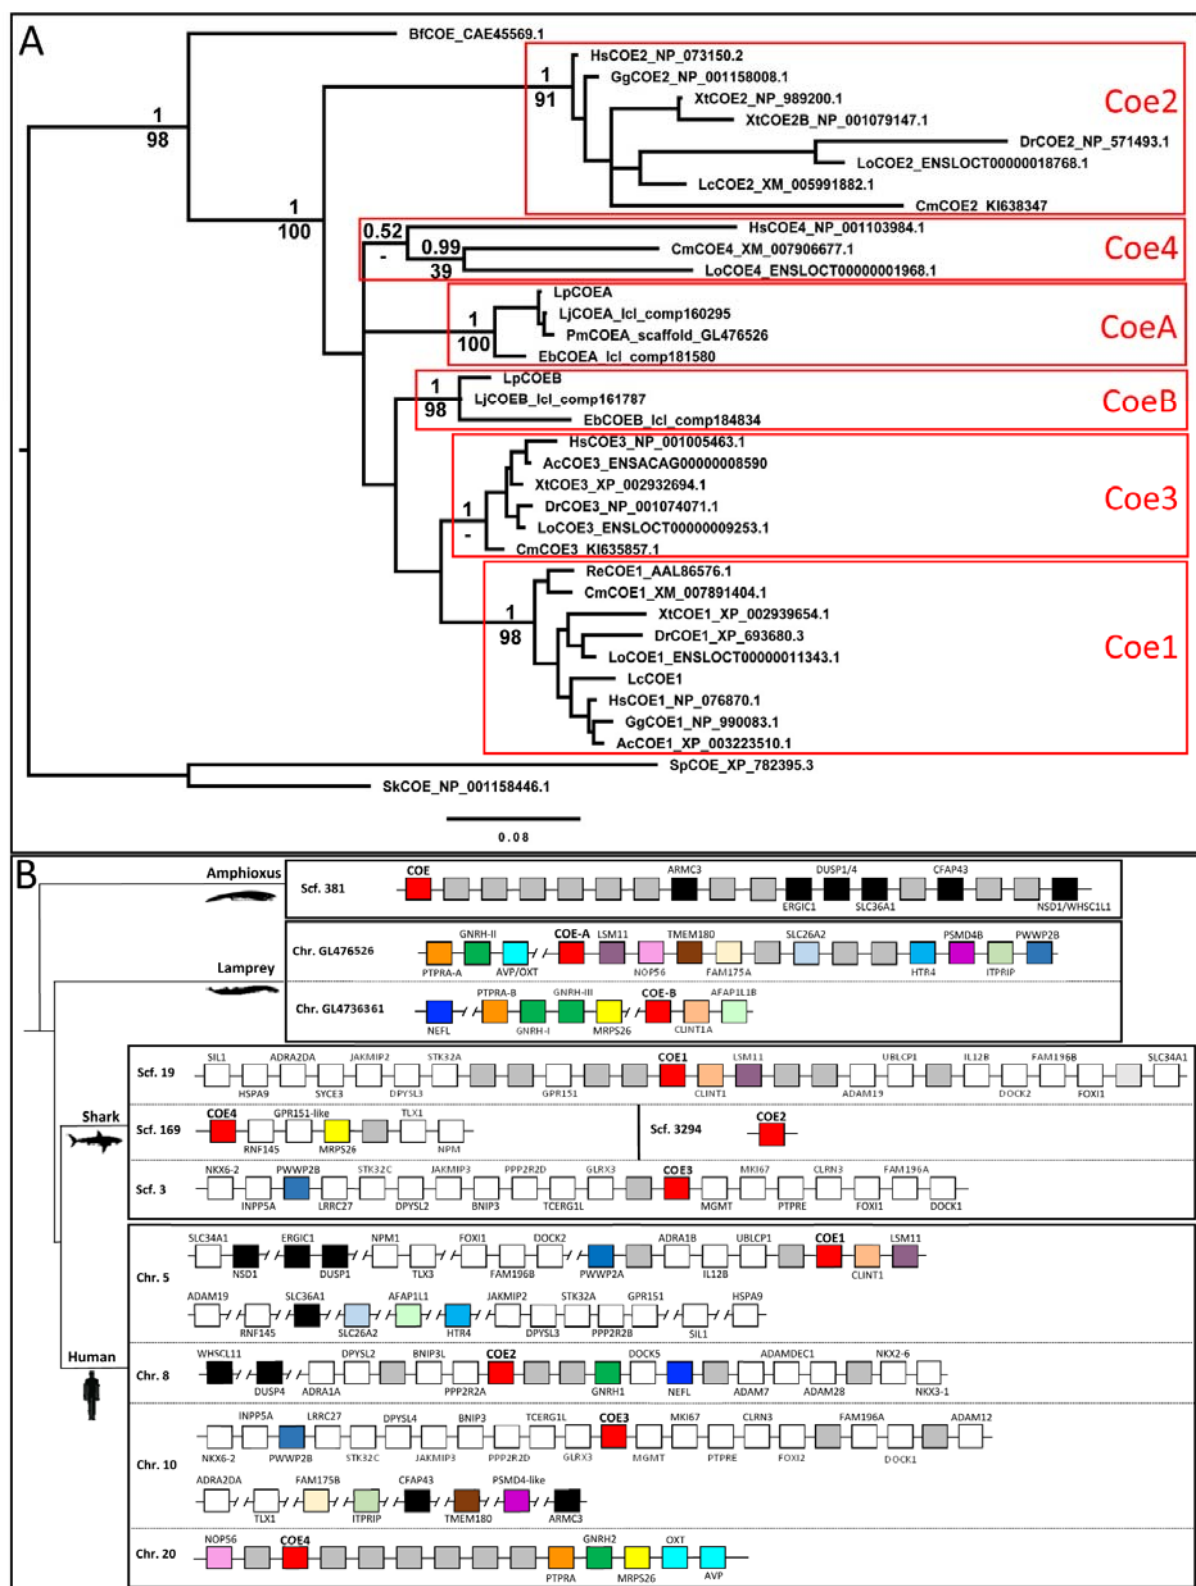 A
BfCOE_CAE45569.1
HsCOE2_NP_073150.2
1
GgCOE2_NP_001158008.1
91
XtCOE2_NP_989200.1
Coe2
XtCOE2B_NP_001079147.1
1
98
DrCOE2_NP_571493.1
LoCOE2_ENSLOCT00000018768.1
LcCOE2_XM_005991882.1
CmCOE2_KI638347
1
100
0.52
-
HsCOE4_NP_001103984.1
0.99
39
CmCOE4_XM_007906677.1
Coe4
LoCOE4_ENSLOCT00000001968.1
LpCOEA
1
100
LjCOEA_lcl_comp160295
CoeA
PmCOEA_scaffold_GL476526
EbCOEA_lcl_comp181580
LpCOEB
1
98
LjCOEB_lcl_comp161787
CoeB
EbCOEB_lcl_comp184834
HsCOE3_NP_001005463.1
AcCOE3_ENSACAG00000008590
XtCOE3_XP_002932694.1
Coe3
1
-
DrCOE3_NP_001074071.1
LoCOE3_ENSLOCT00000009253.1
CmCOE3_KI635857.1
ReCOE1_AAL86576.1
CmCOE1_XM_007891404.1
1
98
XtCOE1_XP_002939654.1
DrCOE1_XP_693680.3
Coe1
LoCOE1_ENSLOCT00000011343.1
LcCOE1
HsCOE1_NP_076870.1
GgCOE1_NP_990083.1
AcCOE1_XP_003223510.1
SpCOE_XP_782395.3
SkCOE_NP_001158446.1
0.08
B
Amphioxus
Scf. 381
COE ARMC3 DUSP1/4 CFAP43
ERGIC1 SLC36A1 NSD1/WHSC1L1
Lamprey
Chr. GL476526
GNRH-II COE-A LSM11 TMEM180 SLC26A2 PSMD4B PWWP2B
PTPRA-A AVP/OXT NOP56 FAM175A HTR4 ITPRIP
Chr. GL4736361
PTPRA-B GNRH-III COE-B AFAP1L1B
NEFL GNRH-I MRPS26 CLINT1A
Shark
Scf. 19
SIL1 ADRA2DA JAKMIP2 STK32A COE1 LSM11 UBLCP1 IL12B FAM196B SLC34A1
HSPA9 SYCE3 DPYSL3 GPR151 CLINT1 ADAM19 DOCK2 FOXI1
Scf. 169
COE4 GPR151-like TLX1
RNF145 MRPS26 NPM
Scf. 3294
COE2
Scf. 3
NKX6-2 PWWP2B STK32C JAKMIP3 PPP2R2D GLRX3 COE3 MKI67 CLRN3 FAM196A
INPP5A LRRC27 DPYSL2 BNIP3 TCERG1L MGMT PTPRE FOXI1 DOCK1
Human
Chr. 5
SLC34A1 ERGIC1 NPM1 FOXI1 DOCK2 ADRA1B UBLCP1 COE1 LSM11
NSD1 DUSP1 TLX3 FAM196B PWWP2A IL12B CLINT1
ADAM19 SLC36A1 AFAP1L1 JAKMIP2 STK32A GPR151 HSPA9
RNF145 SLC26A2 HTR4 DPYSL3 PPP2R2B SIL1
Chr. 8
WHSCL11 DPYSL2 BNIP3L COE2 DOCK5 ADAMDEC1 NKX2-6
DUSP4 ADRA1A PPP2R2A GNRH1 NEFL ADAM7 ADAM28 NKX3-1
Chr. 10
INPP5A LRRC27 DPYSL4 BNIP3 TCERG1L COE3 MKI67 CLRN3 FAM196A ADAM12
NKX6-2 PWWP2B STK32C JAKMIP3 PPP2R2D GLRX3 MGMT PTPRE FOXI2 DOCK1
ADRA2DA FAM175B CFAP43 PSMD4-like
TLX1 ITPRIP TMEM180 ARMC3
Chr. 20
NOP56 COE4 GNRH2 OXT
PTPRA MRPS26 AVP